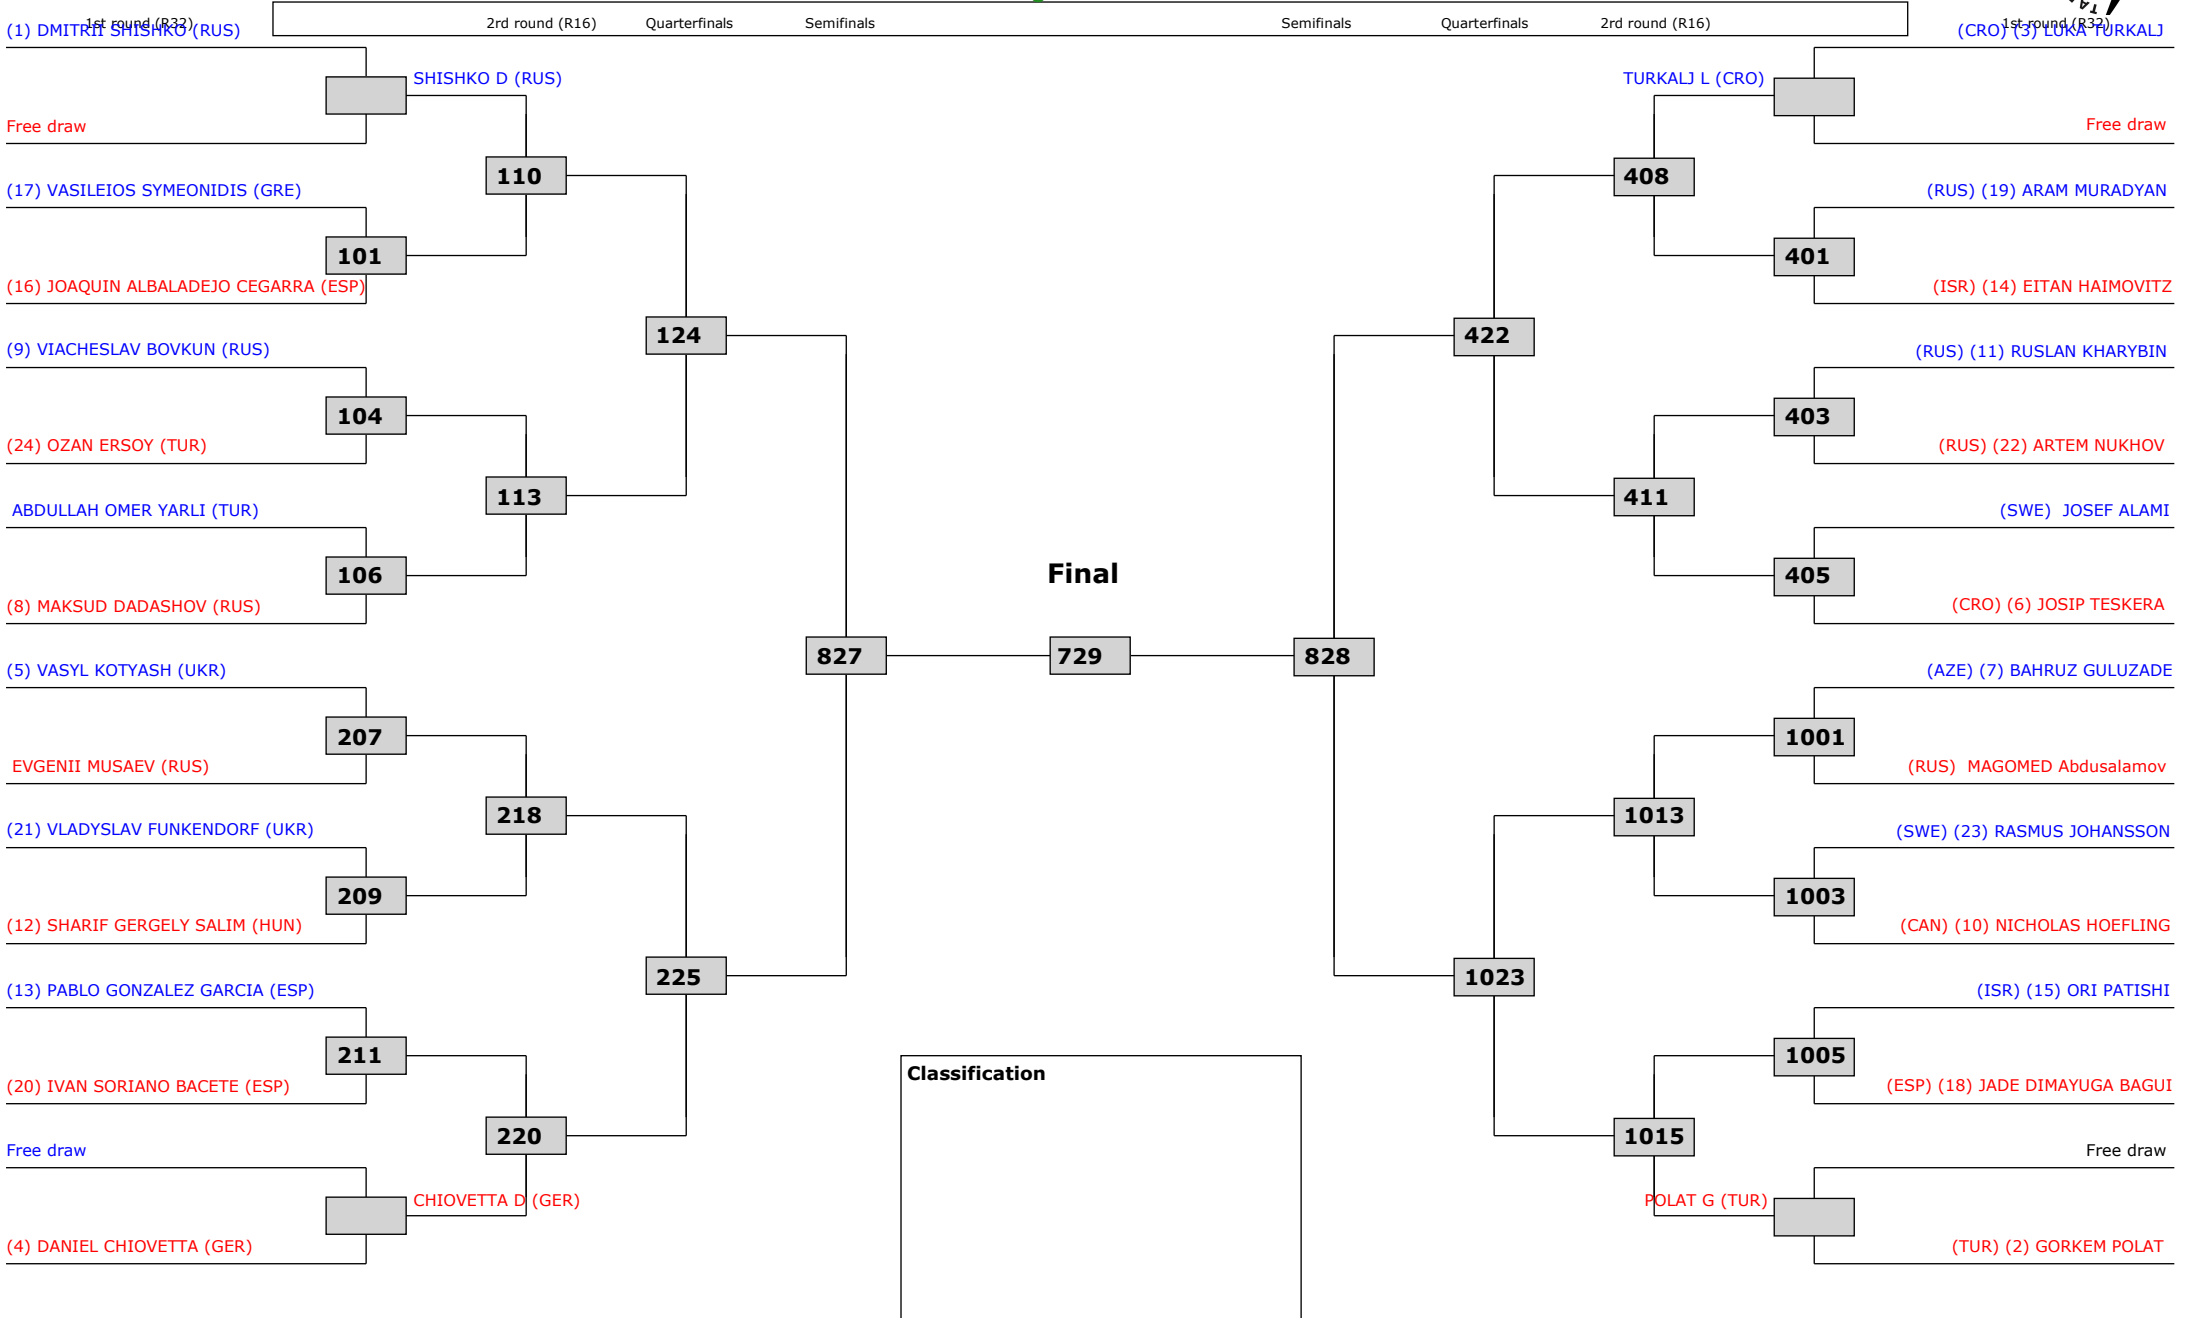 1st round (R32)
2rd round (R16)
Quarterfinals
Semifinals
Semifinals
Quarterfinals
2rd round (R16)
1st round (R32)
(1) DMITRII SHISHKO (RUS)
SHISHKO D (RUS)
Free draw
110
(17) VASILEIOS SYMEONIDIS (GRE)
101
(16) JOAQUIN ALBALADEJO CEGARRA (ESP)
124
(9) VIACHESLAV BOVKUN (RUS)
104
(24) OZAN ERSOY (TUR)
113
ABDULLAH OMER YARLI (TUR)
106
(8) MAKSUD DADASHOV (RUS)
827
(5) VASYL KOTYASH (UKR)
207
EVGENII MUSAEV (RUS)
218
(21) VLADYSLAV FUNKENDORF (UKR)
209
(12) SHARIF GERGELY SALIM (HUN)
225
(13) PABLO GONZALEZ GARCIA (ESP)
211
(20) IVAN SORIANO BACETE (ESP)
220
Free draw
CHIOVETTA D (GER)
(4) DANIEL CHIOVETTA (GER)
Final
729
Classification
(CRO) (3) LUKA TURKALJ
TURKALJ L (CRO)
Free draw
408
(RUS) (19) ARAM MURADYAN
401
(ISR) (14) EITAN HAIMOVITZ
422
(RUS) (11) RUSLAN KHARYBIN
403
(RUS) (22) ARTEM NUKHOV
411
(SWE) JOSEF ALAMI
405
(CRO) (6) JOSIP TESKERA
828
(AZE) (7) BAHRUZ GULUZADE
1001
(RUS) MAGOMED Abdusalamov
1013
(SWE) (23) RASMUS JOHANSSON
1003
(CAN) (10) NICHOLAS HOEFLING
1023
(ISR) (15) ORI PATISHI
1005
(ESP) (18) JADE DIMAYUGA BAGUI
1015
Free draw
POLAT G (TUR)
(TUR) (2) GORKEM POLAT